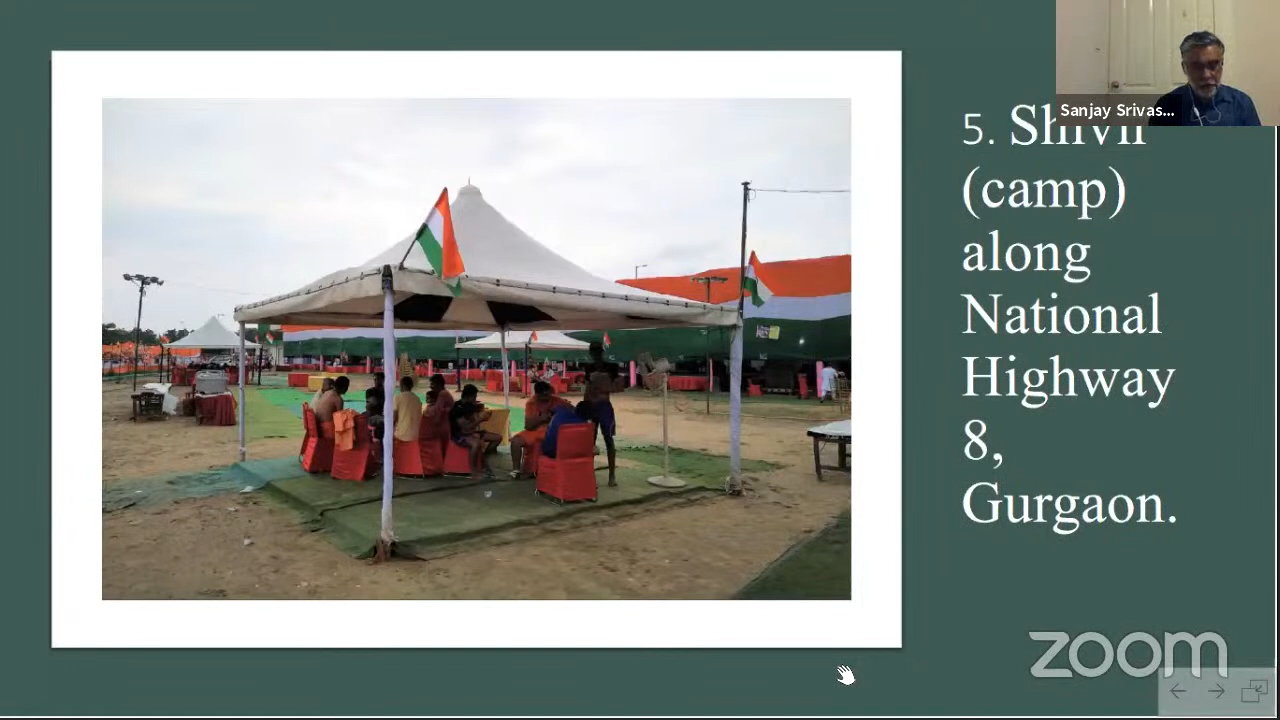 Sanjay Srivas...
5. Shivir
(camp)
along
National
Highway
8,
Gurgaon.
zoom